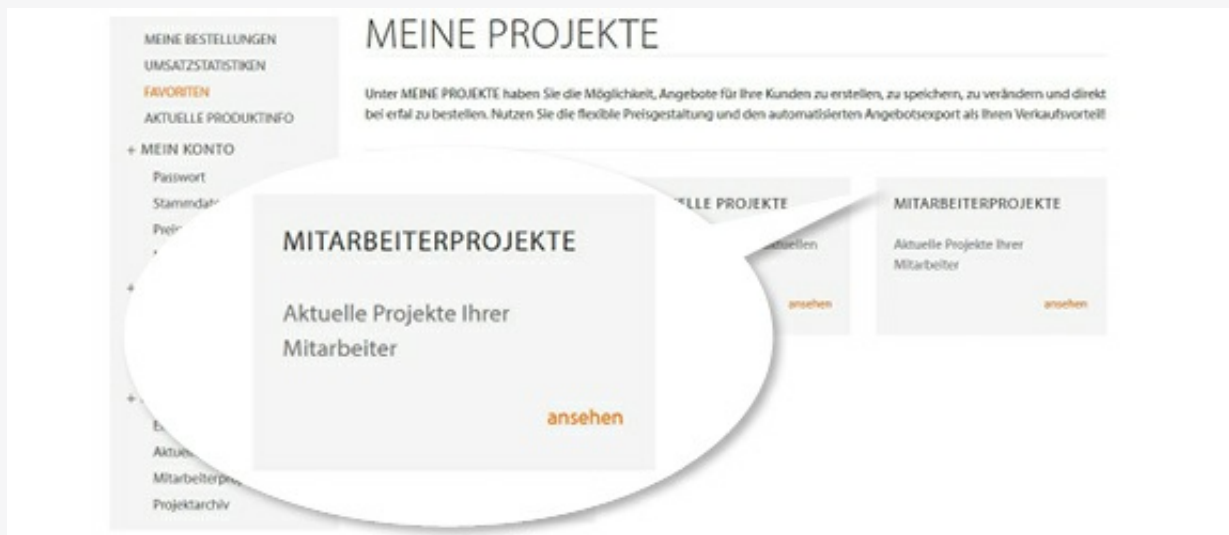 MEINE BESTELLUNGEN
UMSATZSTATISTIKEN
FAVORITEN
AKTUELLE PRODUKTINFO
+ MEIN KONTO
Passwort
+
+
Mitarbeiterpro
Projektarchiv
MEINE PROJEKTE
Unter MEINE PROJEKTE haben Sie die Möglichkeit, Angebote für Ihre Kunden zu erstellen, zu speichern, zu verändern und direkt
bei erfal zu bestellen. Nutzen Sie die flexible Preisgestaltung und den automatisierten Angebotsexport als Ihren Verkaufsvorteil!
MITARBEITERPROJEKTE
Aktuelle Projekte Ihrer
Mitarbeiter
ansehen
LLE PROJEKTE
ansehen
MITARBEITERPROJEKTE
Aktuelle Projekte Ihrer
Mitarbeiter
ansehen